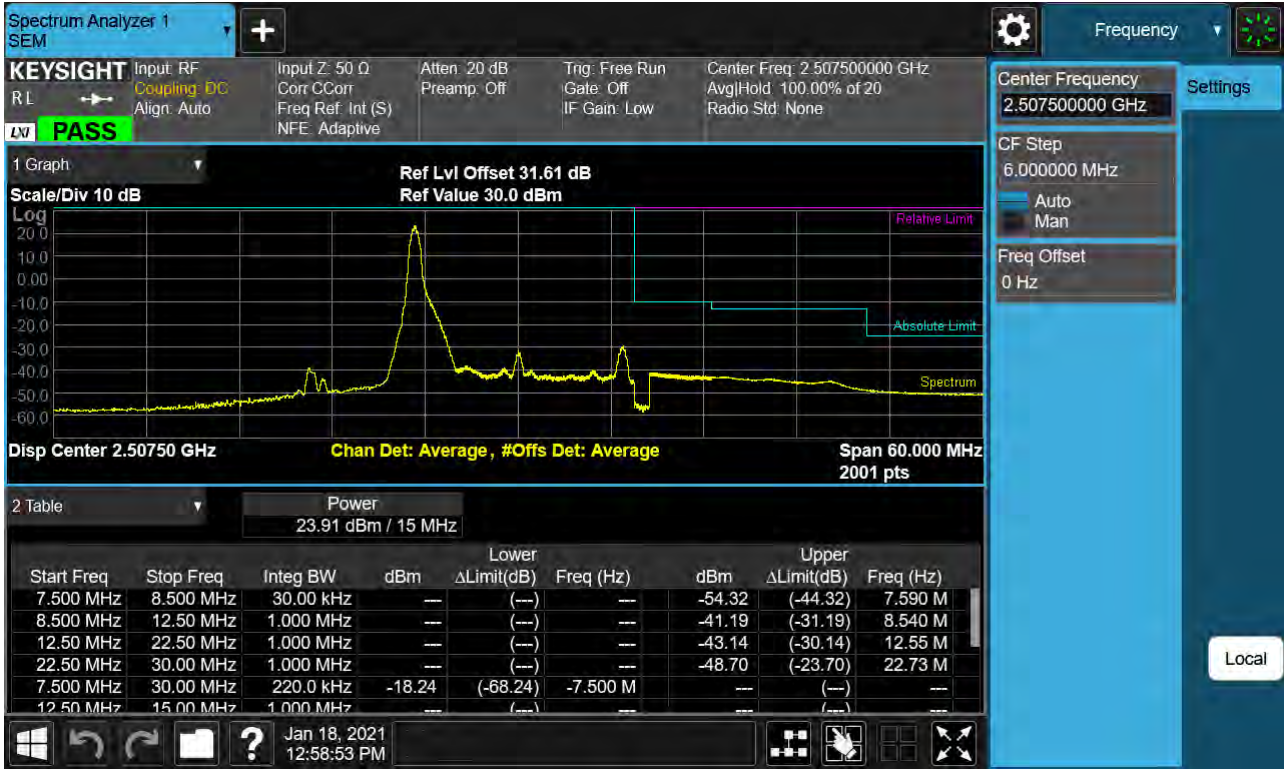 Spectrum Analyzer 1
SEM
Frequency
KEYSIGHT
Input: RF
Coupling: DC
Align: Auto
Input Z: 50 Ω
Corr CCorr
Freq Ref: Int (S)
NFE: Adaptive
Atten: 20 dB
Preamp: Off
Trig: Free Run
Gate: Off
IF Gain: Low
Center Freq: 2.507500000 GHz
Avg|Hold: 100.00% of 20
Radio Std: None
R L
LXI
PASS
1 Graph
Scale/Div 10 dB
Ref Lvl Offset 31.61 dB
Ref Value 30.0 dBm
Log
20.0
10.0
0.00
-10.0
-20.0
-30.0
-40.0
-50.0
-60.0
Relative Limit
Absolute Limit
Spectrum
Disp Center 2.50750 GHz
Chan Det: Average, #Offs Det: Average
Span 60.000 MHz
2001 pts
2 Table
Power
23.91 dBm / 15 MHz
Lower Upper
Start Freq Stop Freq Integ BW dBm ΔLimit(dB) Freq (Hz) dBm ΔLimit(dB) Freq (Hz)
7.500 MHz 8.500 MHz 30.00 kHz --- (---) --- -54.32 (-44.32) 7.590 M
8.500 MHz 12.50 MHz 1.000 MHz --- (---) --- -41.19 (-31.19) 8.540 M
12.50 MHz 22.50 MHz 1.000 MHz --- (---) --- -43.14 (-30.14) 12.55 M
22.50 MHz 30.00 MHz 1.000 MHz --- (---) --- -48.70 (-23.70) 22.73 M
7.500 MHz 30.00 MHz 220.0 kHz -18.24 (-68.24) -7.500 M --- (---) ---
12.50 MHz 15.00 MHz 1.000 MHz --- (---) --- --- (---) ---
Center Frequency
2.507500000 GHz
CF Step
6.000000 MHz
Auto
Man
Freq Offset
0 Hz
Settings
Local
?
Jan 18, 2021
12:58:53 PM